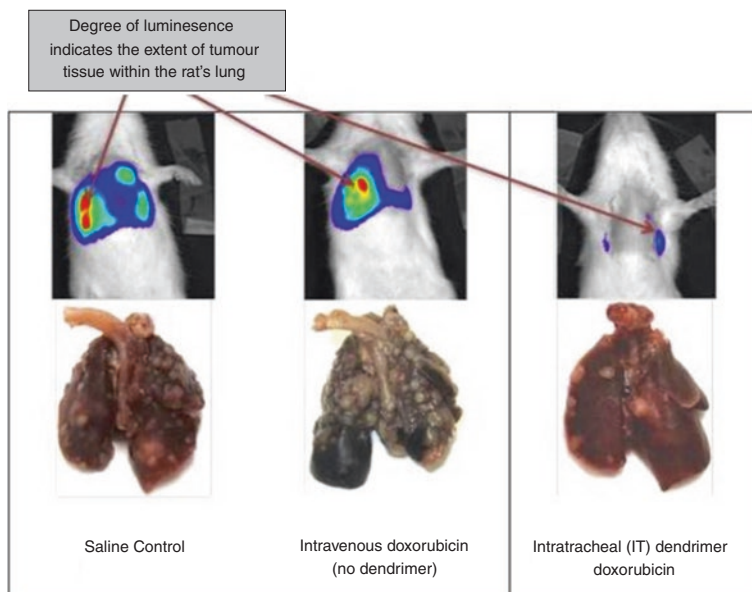 Degree of luminesence
indicates the extent of tumour
tissue within the rat's lung
Saline Control
Intravenous doxorubicin
(no dendrimer)
Intratracheal (IT) dendrimer
doxorubicin